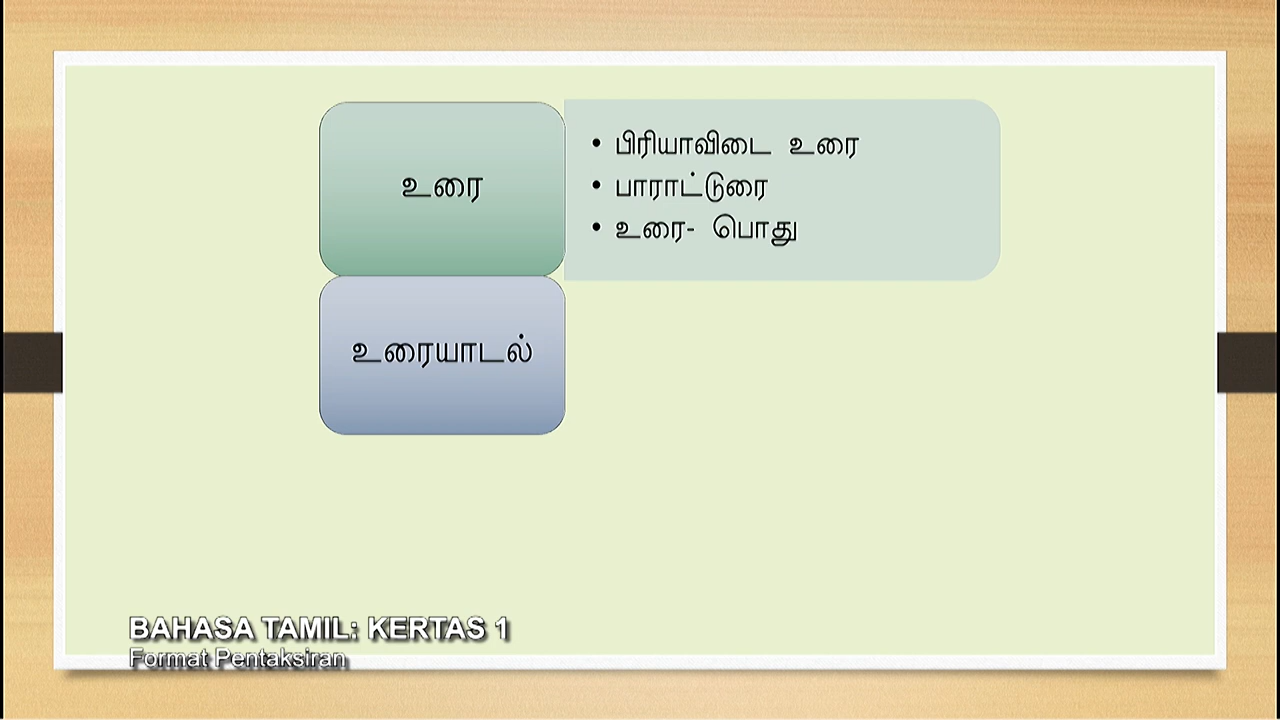 உரை
• பிரியாவிடை உரை
• பாராட்டுரை
• உரை- பொது
உரையாடல்
BAHASA TAMIL: KERTAS 1
Format Pentaksiran